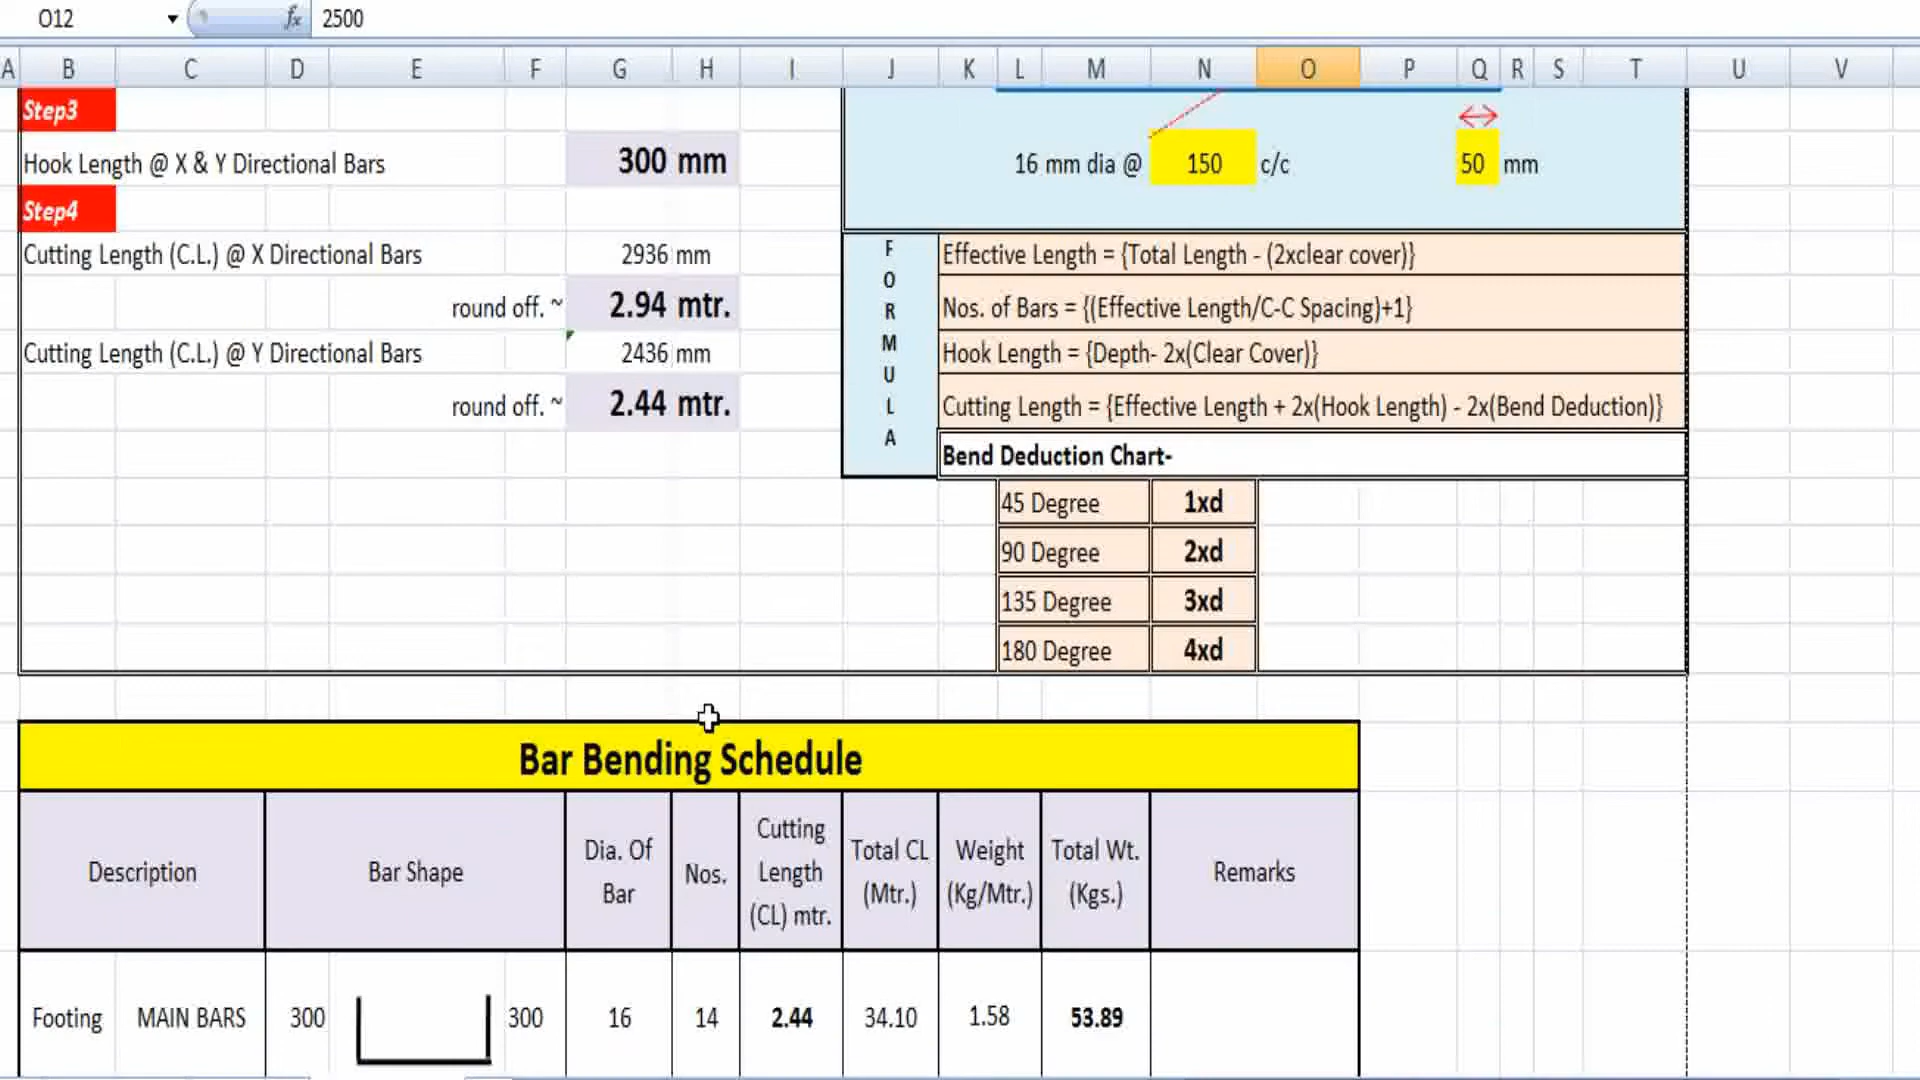 O12 fx 2500
A B C D E F G H I J K L M N O P Q R S T U V
Step3
Hook Length @ X & Y Directional Bars 300 mm
16 mm dia @ 150 c/c 50 mm
Step4
Cutting Length (C.L.) @ X Directional Bars 2936 mm
round off. ~ 2.94 mtr.
Cutting Length (C.L.) @ Y Directional Bars 2436 mm
round off. ~ 2.44 mtr.
F
O
R
M
U
L
A
Effective Length = {Total Length - (2xclear cover)}
Nos. of Bars = {(Effective Length/C-C Spacing)+1}
Hook Length = {Depth- 2x(Clear Cover)}
Cutting Length = {Effective Length + 2x(Hook Length) - 2x(Bend Deduction)}
Bend Deduction Chart-
45 Degree 1xd
90 Degree 2xd
135 Degree 3xd
180 Degree 4xd
Bar Bending Schedule
Description
Bar Shape
Dia. Of
Bar
Nos.
Cutting
Length
(CL) mtr.
Total CL
(Mtr.)
Weight
(Kg/Mtr.)
Total Wt.
(Kgs.)
Remarks
Footing MAIN BARS 300 300 16 14 2.44 34.10 1.58 53.89